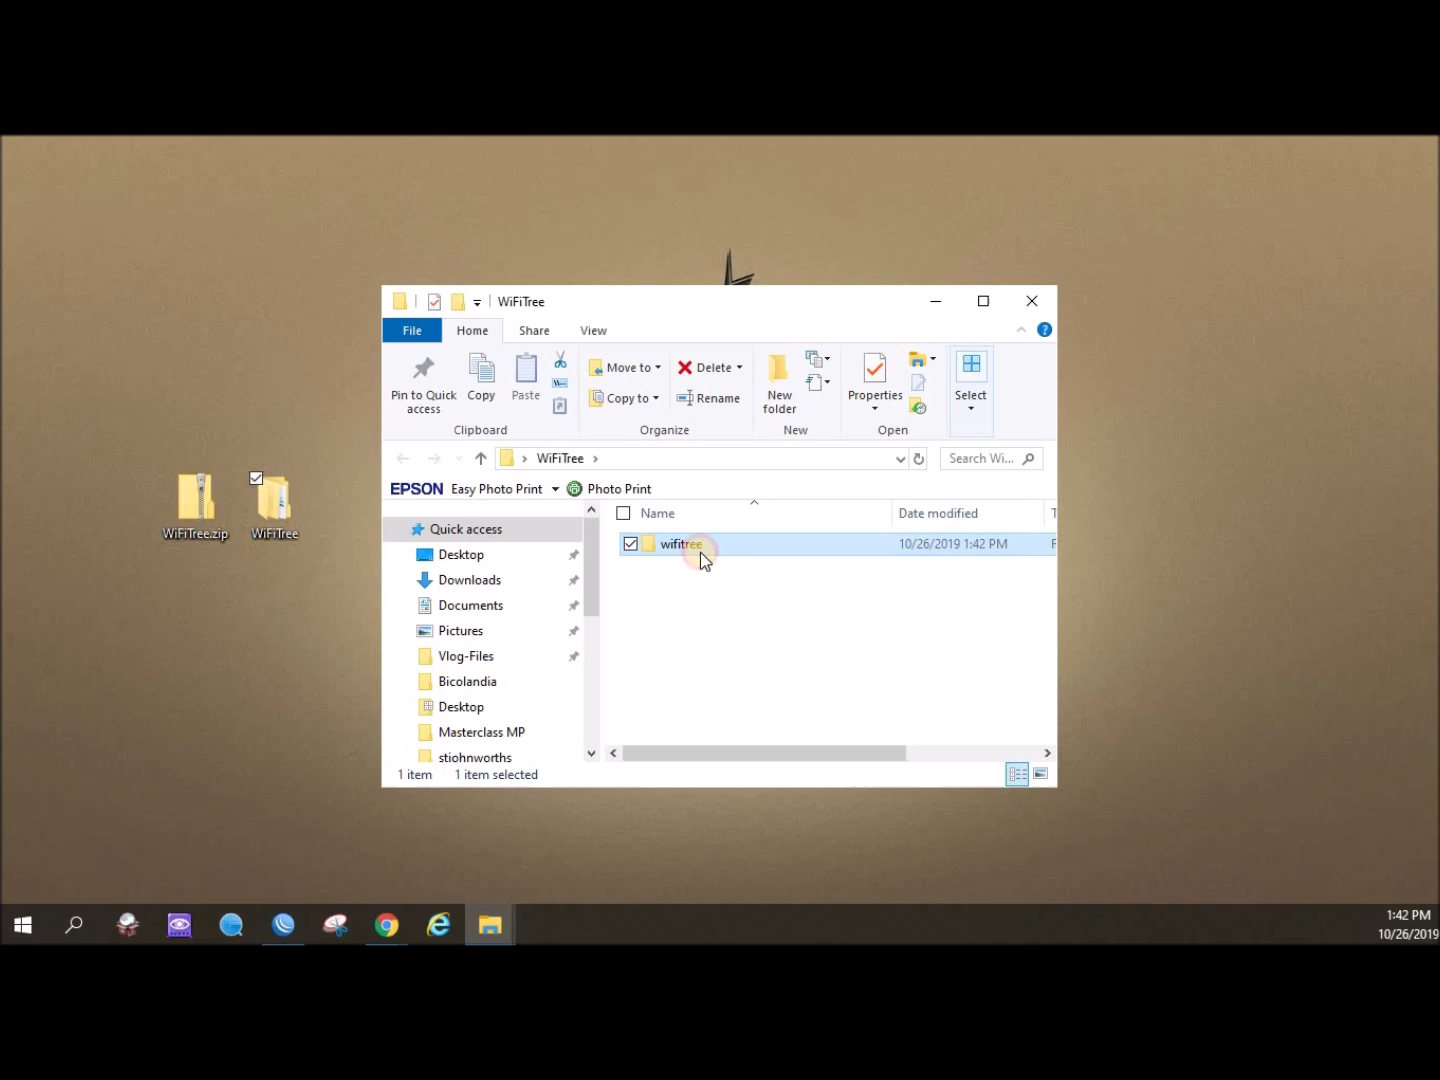 WiFiTree
File Home Share View
Pin to Quick access
Copy
Paste
Move to
Copy to
Delete
Rename
New folder
Properties
Select
Clipboard Organize New Open
WiFiTree
Search Wi...
EPSON Easy Photo Print Photo Print
Name Date modified T
Quick access
wifitree 10/26/2019 1:42 PM F
Desktop
Downloads
Documents
Pictures
Vlog-Files
Bicolandia
Desktop
Masterclass MP
stiohnworths
1 item 1 item selected
WiFiTree.zip
WiFiTree
1:42 PM
10/26/2019